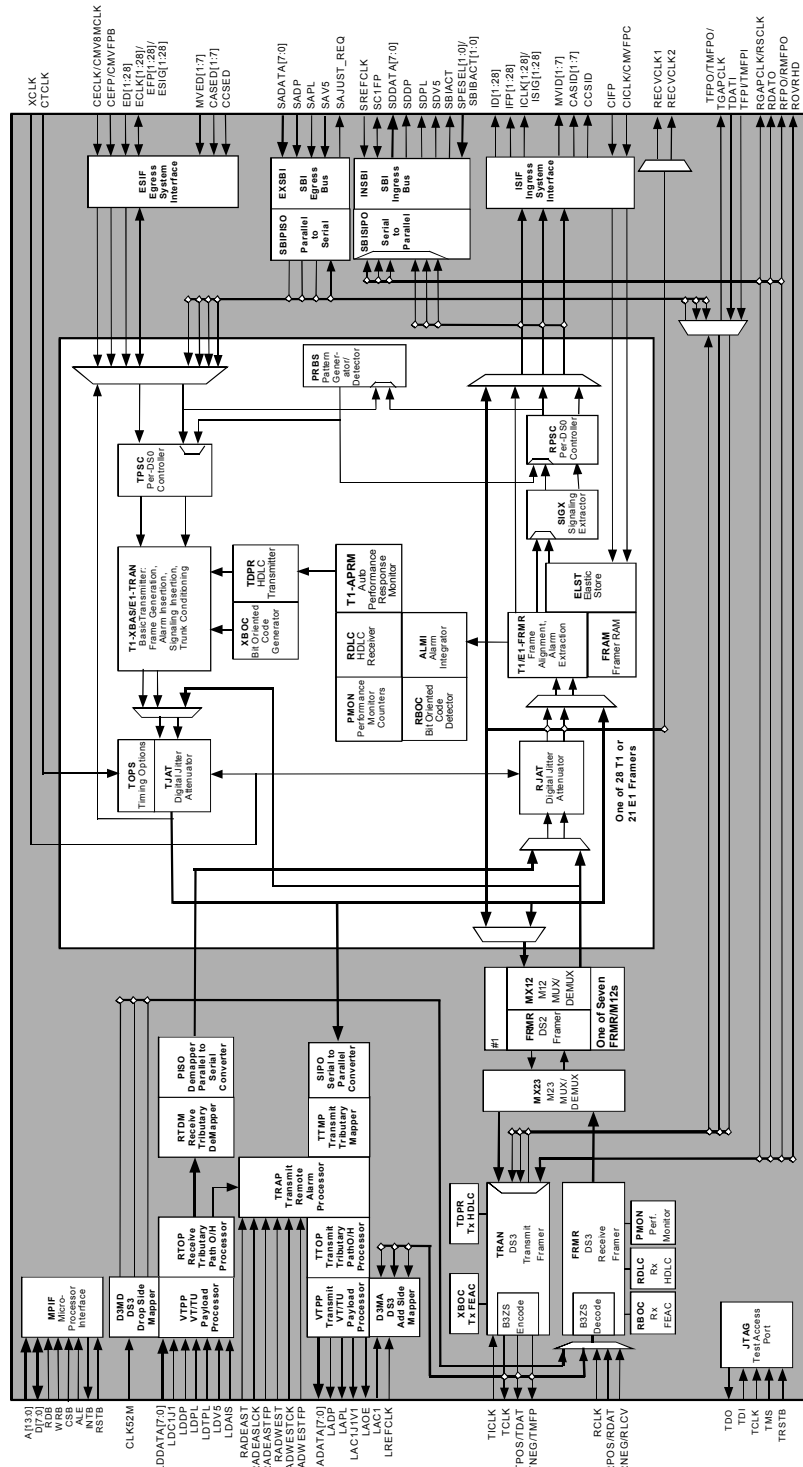 XCLK
CTCLK
CECLK/CMV8MCLK
CEFP/CMVFPB
ED[1:28]
ECLK[1:28]/
EFP[1:28]/
ESIG[1:28]
MVED[1:7]
CASED[1:7]
CCSED
SADATA[7:0]
SADP
SAPL
SAV5
SAJUST_REQ
SREFCLK
SC1FP
SDDATA[7:0]
SDDP
SDPL
SDV5
SBIACT
SPESEL[1:0]/
SBIBACT[1:0]
ID[1:28]
IFP[1:28]
ICLK[1:28]/
ISIG[1:28]
MVID[1:7]
CASID[1:7]
CCSID
CIFP
CICLK/CMVFPC
RECVCLK1
RECVCLK2
TFPO/TMFPO/
TGAPCLK
TDATI
TFPI/TMFPI
RGAPCLK/RSCLK
RDATO
RFPO/RMFPO
ROVRHD
ESIF
Egress
System
Interface
EXSBI
SBI
Egress
Bus
SBIPISO
Parallel
to
Serial
INSBI
SBI
Ingress
Bus
SBISIPO
Serial
to
Parallel
ISIF
Ingress
System
Interface
PRBS
Pattern
Gener-
ator/
Detector
TPSC
Per-DS0
Controller
RPSC
Per-DS0
Controller
SIGX
Signaling
Extractor
T1-XBAS/E1-TRAN
BasicTransmitter:
Frame Generation,
Alarm Insertion,
Signaling Insertion,
Trunk Conditioning
TDPR
HDLC
Transmitter
XBOC
Bit Oriented
Code
Generator
T1-APRM
Auto
Performance
Response
Monitor
RDLC
HDLC
Receiver
ALMI
Alarm
Integrator
PMON
Performance
Monitor
Counters
RBOC
Bit Oriented
Code
Detector
ELST
Elastic
Store
T1/E1-FRMR
Frame
Alignment,
Alarm
Extraction
FRAM
Framer RAM
TOPS
Timing Options
TJAT
Digital Jitter
Attenuator
RJAT
Digital Jitter
Attenuator
One of 28 T1 or
21 E1 Framers
#1
FRMR
DS2
Framer
MX12
M12
MUX/
DEMUX
One of Seven
FRMR/M12s
MX23
M23
MUX/
DEMUX
PISO
Demapper
Parallel to
Serial
Converter
RTDM
Receive
Tributary
DeMapper
SIPO
Serial to
Parallel
Converter
TTMP
Transmit
Tributary
Mapper
TRAP
Transmit
Remote
Alarm
Processor
RTOP
Receive
Tributary
Path O/H
Processor
VTPP
VT/TU
Payload
Processor
TTOP
Transmit
Tributary
PathO/H
Processor
VTPP
Transmit
VT/TU
Payload
Processor
MPIF
Micro-
Processor
Interface
D3MD
DS3
Drop Side
Mapper
D3MA
DS3
Add Side
Mapper
TDPR
Tx HDLC
XBOC
Tx FEAC
TRAN
DS3
Transmit
Framer
B3ZS
Encode
FRMR
DS3
Receive
Framer
B3ZS
Decode
PMON
Perf.
Monitor
RDLC
Rx
HDLC
RBOC
Rx
FEAC
JTAG
Test Access
Port
A[13:0]
D[7:0]
RDB
WRB
CSB
ALE
INTB
RSTB
CLK52M
LDDATA[7:0]
LDC1J1
LDDP
LDPL
LDTPL
LDV5
LDAIS
RADEAST
RADEASLCK
RADEASTFP
RADWEST
RADWESTCK
RADWESTFP
LADATA[7:0]
LADP
LAPL
LAC1J1V1
LAOE
LAC1
LREFCLK
TICLK
TCLK
TPOS/TDAT
TNEG/TMFP
RCLK
RPOS/RDAT
RNEG/RLCV
TDO
TDI
TCLK
TMS
TRSTB